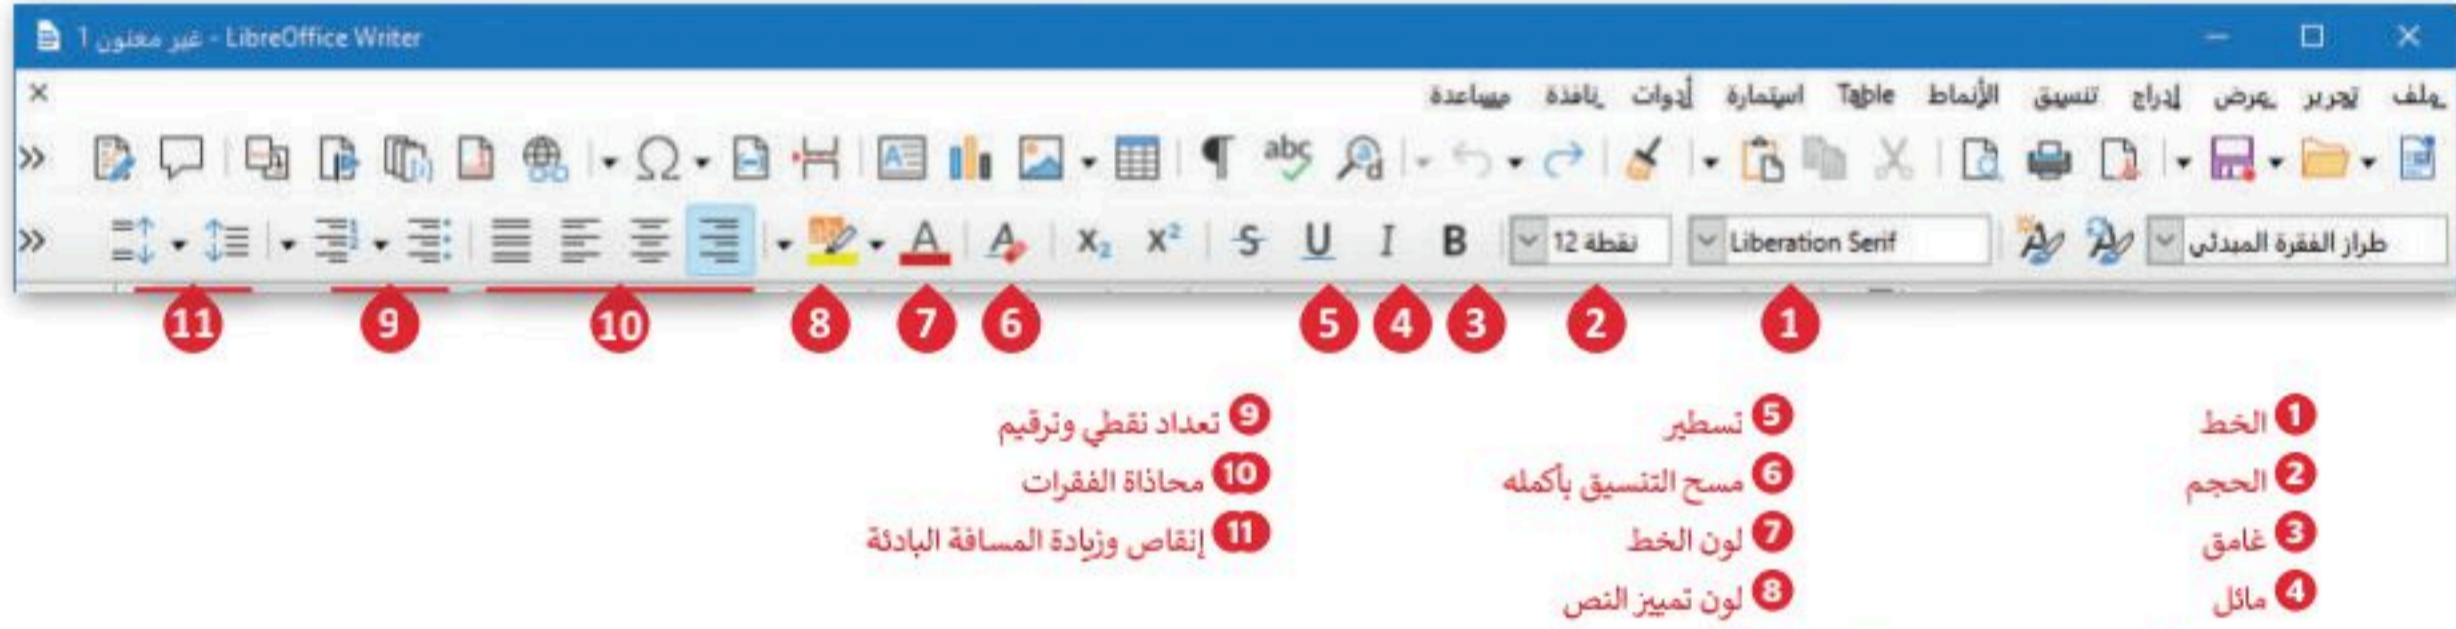 غير معنون 1 - LibreOffice Writer
ملف تحرير عرض إدراج تنسيق الأنماط Table استمارة أدوات نافذة مساعدة
طراز الفقرة المبدئي Liberation Serif 12 نقطة B I U S X² X₂ A A
1 2 3 4 5 6 7 8 10 9 11
1 الخط
2 الحجم
3 غامق
4 مائل
5 تسطير
6 مسح التنسيق بأكمله
7 لون الخط
8 لون تمييز النص
9 تعداد نقطي وترقيم
10 محاذاة الفقرات
11 إنقاص وزيادة المسافة البادئة